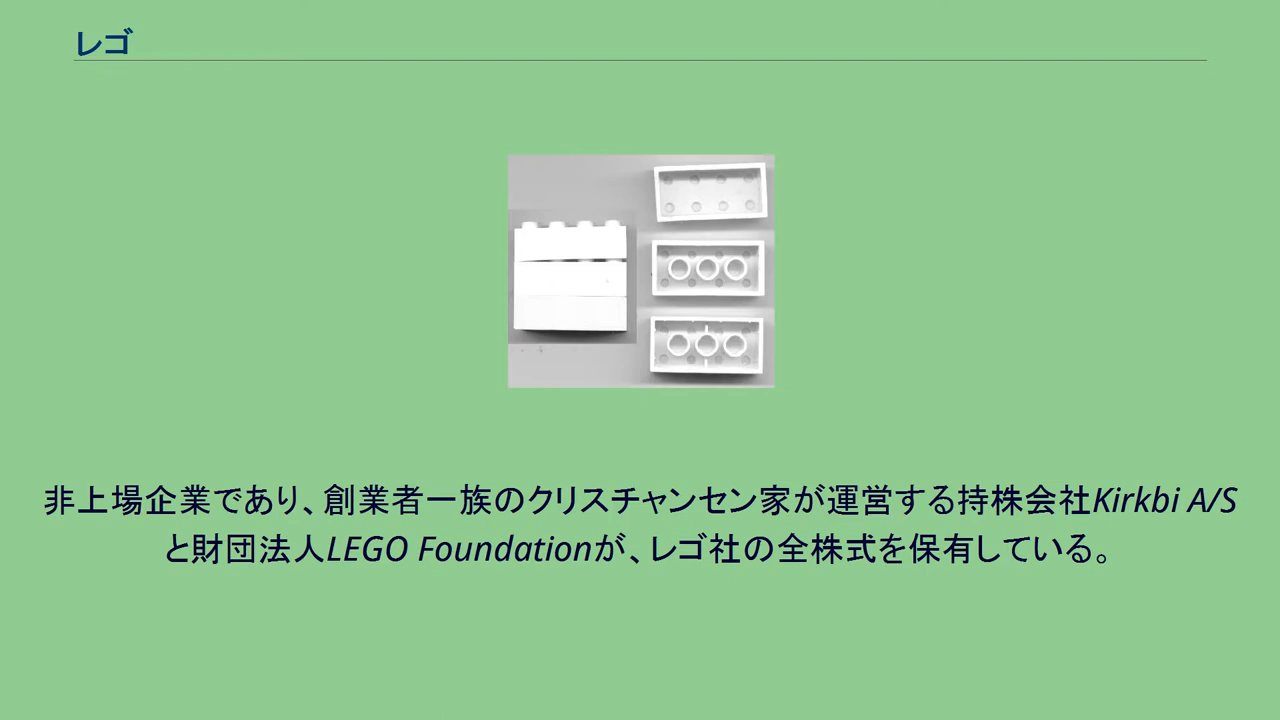 レゴ
非上場企業であり、創業者一族のクリスチャンセン家が運営する持株会社Kirkbi A/S
と財団法人LEGO Foundationが、レゴ社の全株式を保有している。